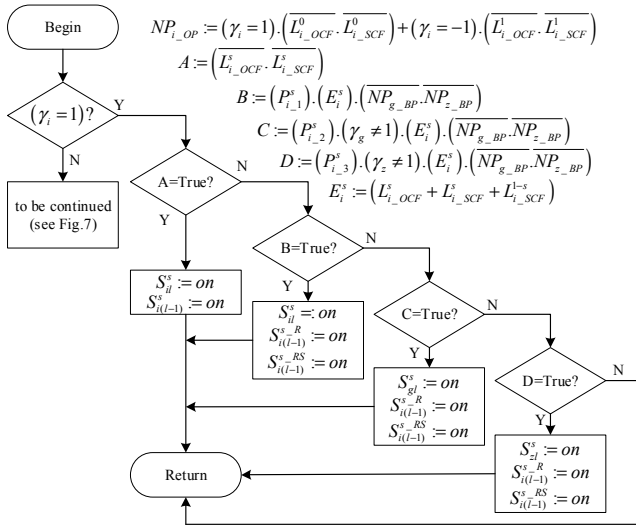 Begin
NP_{i_OP} := (γ_i = 1).(\overline{\overline{L^0_{i_OCF}}.\overline{L^0_{i_SCF}}}) + (γ_i = -1).(\overline{\overline{L^1_{i_OCF}}.\overline{L^1_{i_SCF}}})
A := (\overline{L^s_{i_OCF}}.\overline{L^s_{i_SCF}})
B := (P^s_{i_1}).(E^s_i).(\overline{NP_{g_BP}}.\overline{NP_{z_BP}})
C := (P^s_{i_2}).(γ_g ≠ 1).(E^s_i).(\overline{NP_{g_BP}}.\overline{NP_{z_BP}})
D := (P^s_{i_3}).(γ_z ≠ 1).(E^s_i).(\overline{NP_{g_BP}}.\overline{NP_{z_BP}})
E^s_i := (L^s_{i_OCF} + L^s_{i_SCF} + L^{1-s}_{i_SCF})
(γ_i = 1)?
Y
N
to be continued
(see Fig.7)
A=True?
N
Y
S^s_{il} := on
S^s_{i(l-1)} := on
B=True?
N
Y
S^s_{il} =: on
S^{s_R}_{i(l-1)} := on
S^{s_RS}_{i(l-1)} := on
C=True?
N
Y
S^s_{gl} := on
S^{s_R}_{i(l-1)} := on
S^{s_RS}_{i(l-1)} := on
D=True?
N
Y
S^s_{zl} := on
S^{s_R}_{i(l-1)} := on
S^{s_RS}_{i(l-1)} := on
Return